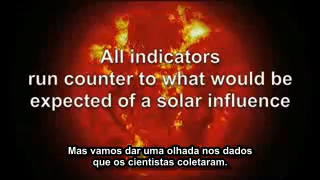 All indicators
run counter to what would be
expected of a solar influence
Mas vamos dar uma olhada nos dados
que os cientistas coletaram.